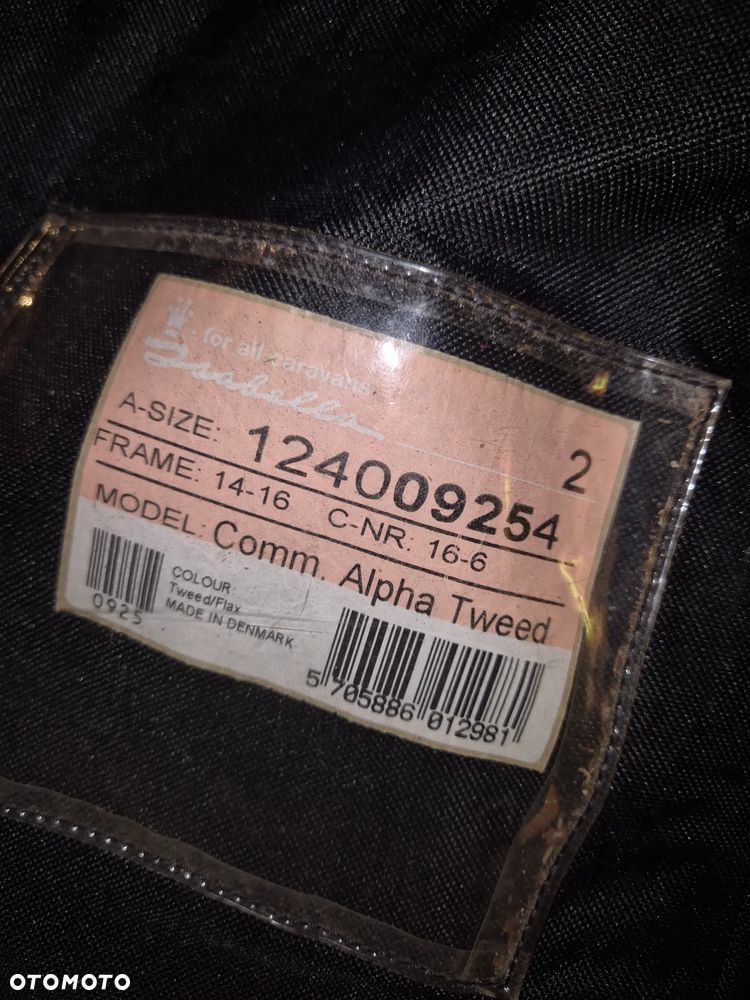 - for all caravans
Isabella
2
A-SIZE: 124009254
FRAME: 14-16 C-NR: 16-6
MODEL: Comm. Alpha Tweed
COLOUR:
Tweed/Flax
MADE IN DENMARK
0925
5 705886 012981
OTOMOTO